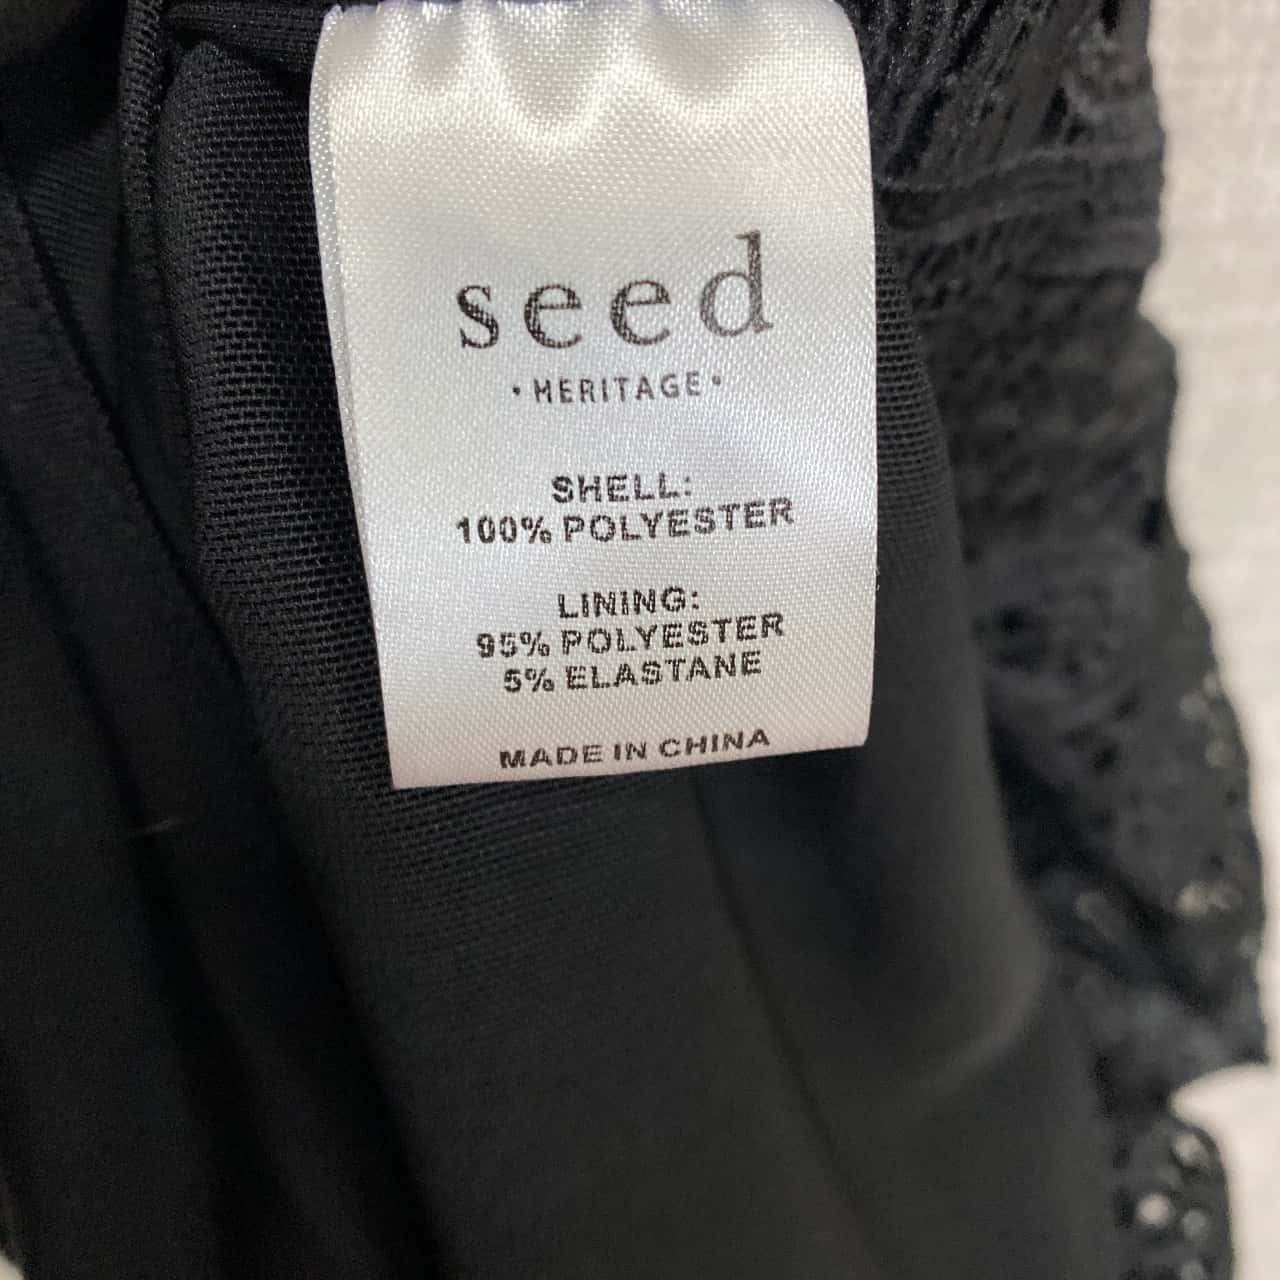 seed
• HERITAGE •
SHELL:
100% POLYESTER
LINING:
95% POLYESTER
5% ELASTANE
MADE IN CHINA